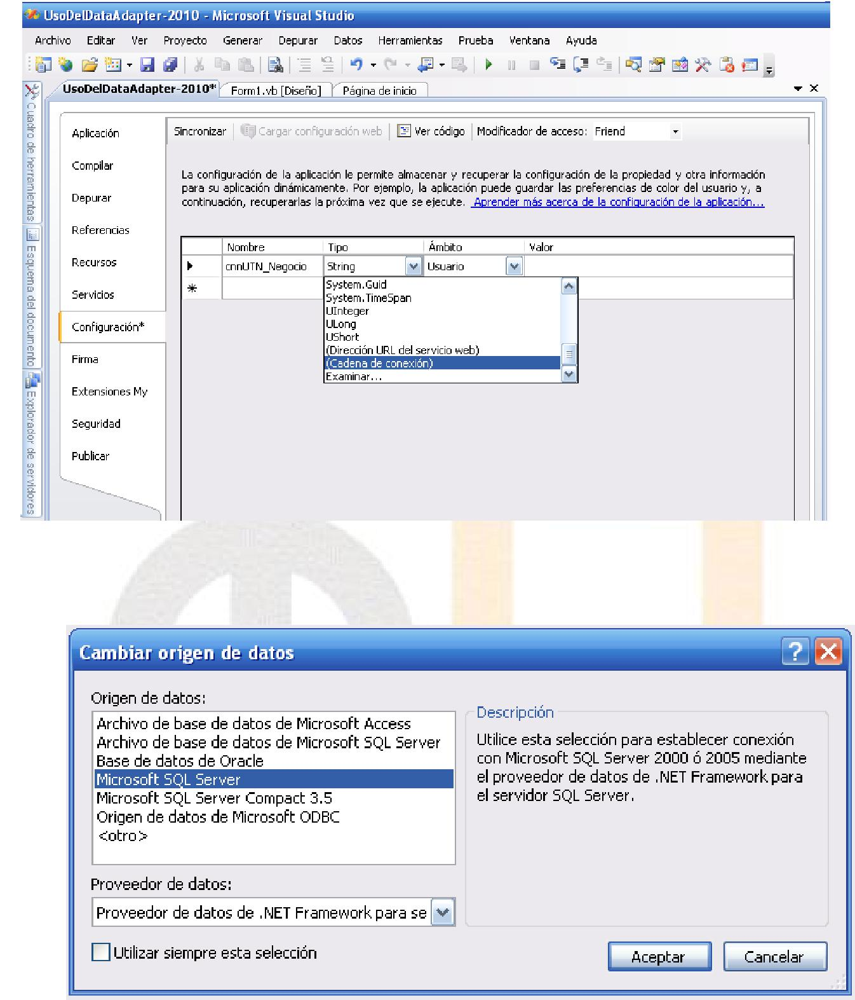 UsoDelDataAdapter-2010 - Microsoft Visual Studio
Archivo Editar Ver Proyecto Generar Depurar Datos Herramientas Prueba Ventana Ayuda
UsoDelDataAdapter-2010* Form1.vb [Diseño] Página de inicio
Cuadro de herramientas
Esquema del documento
Explorador de servidores
Aplicación
Compilar
Depurar
Referencias
Recursos
Servicios
Configuración*
Firma
Extensiones My
Seguridad
Publicar
Sincronizar Cargar configuración web Ver código Modificador de acceso: Friend
La configuración de la aplicación le permite almacenar y recuperar la configuración de la propiedad y otra información
para su aplicación dinámicamente. Por ejemplo, la aplicación puede guardar las preferencias de color del usuario y, a
continuación, recuperarlas la próxima vez que se ejecute. Aprender más acerca de la configuración de la aplicación...
Nombre Tipo Ámbito Valor
cnnUTN_Negocio String Usuario
System.Guid
System.TimeSpan
UInteger
ULong
UShort
(Dirección URL del servicio web)
(Cadena de conexión)
Examinar...
Cambiar origen de datos
Origen de datos:
Archivo de base de datos de Microsoft Access
Archivo de base de datos de Microsoft SQL Server
Base de datos de Oracle
Microsoft SQL Server
Microsoft SQL Server Compact 3.5
Origen de datos de Microsoft ODBC
<otro>
Descripción
Utilice esta selección para establecer conexión
con Microsoft SQL Server 2000 ó 2005 mediante
el proveedor de datos de .NET Framework para
el servidor SQL Server.
Proveedor de datos:
Proveedor de datos de .NET Framework para se
Utilizar siempre esta selección
Aceptar Cancelar